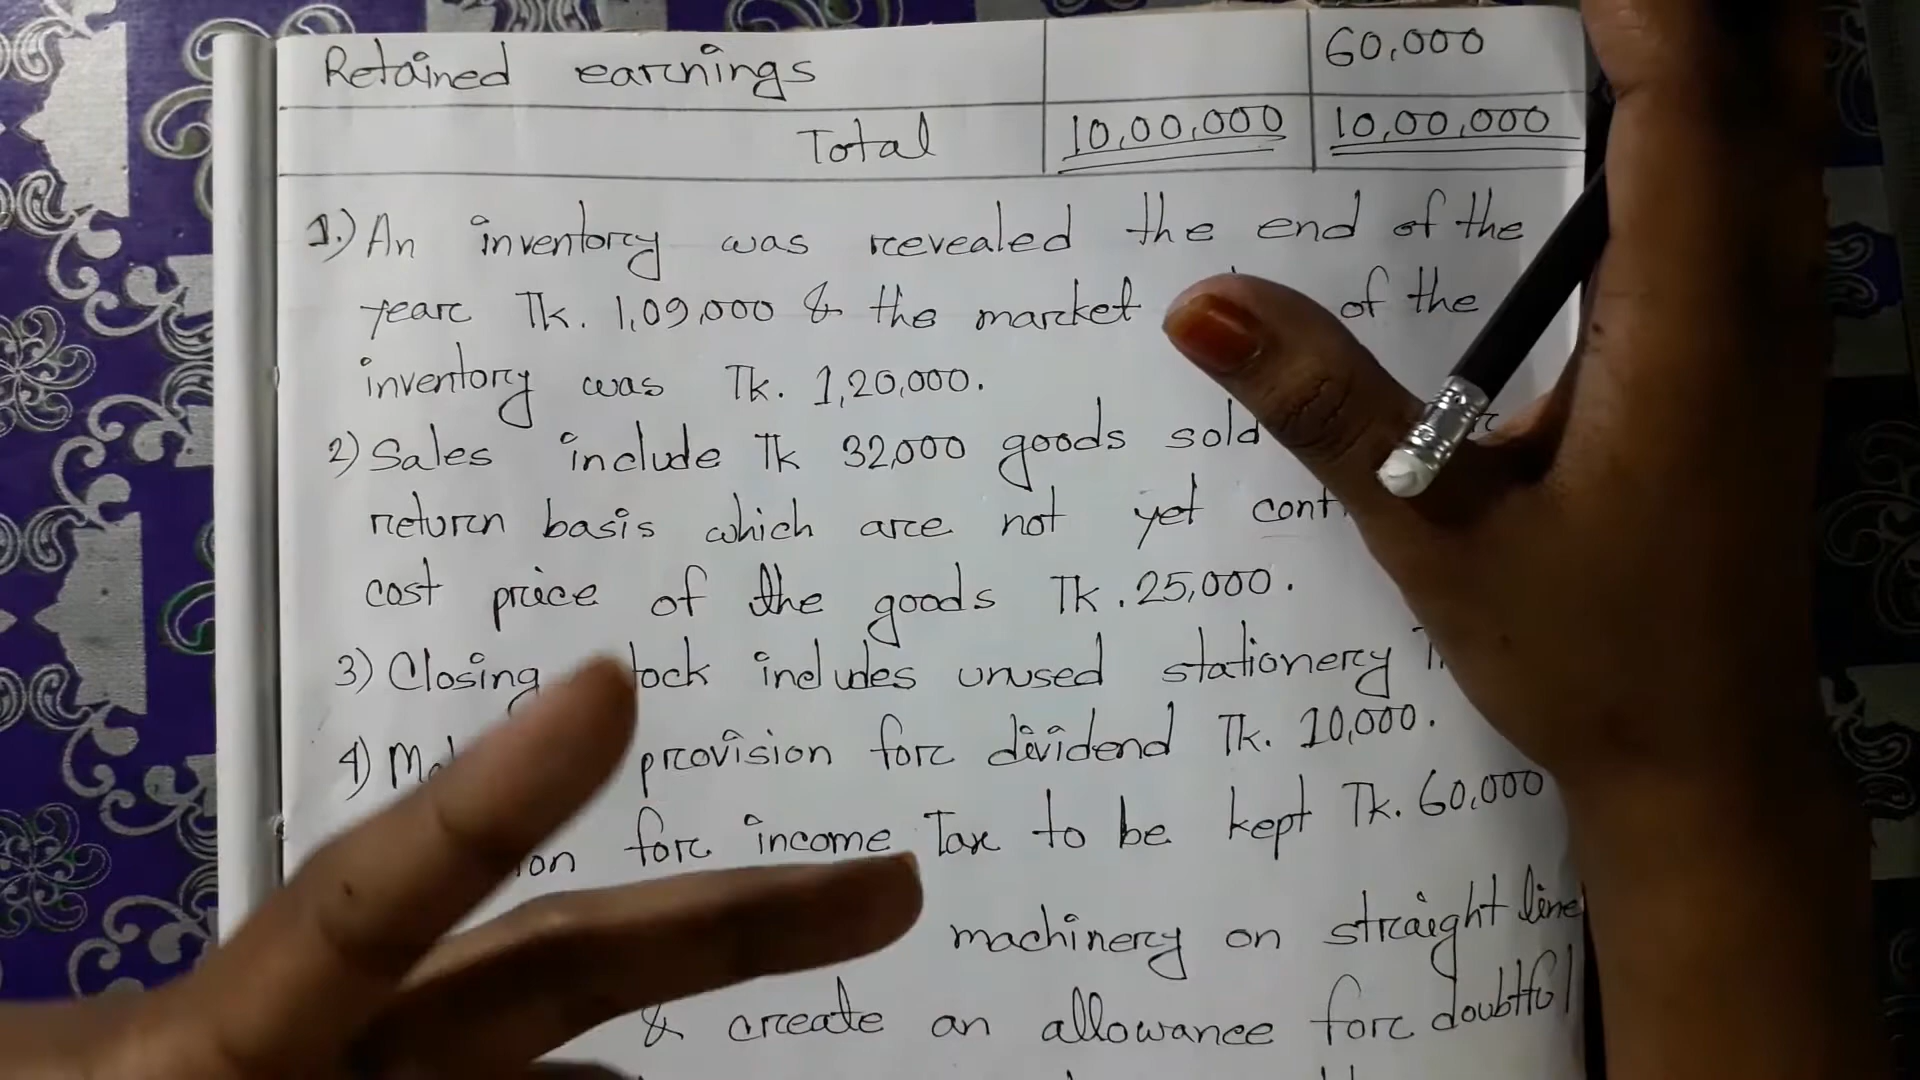 Retained earnings 60,000
Total 10,00,000 10,00,000
1.) An inventory was revealed the end of the
year Tk. 1,09,000 & the market of the
inventory was Tk. 1,20,000.
2) Sales include Tk 32,000 goods sold
return basis which are not yet
cost price of the goods Tk. 25,000.
3) Closing includes unused stationery
4) provision for dividend Tk. 10,000.
for income Tax to be kept Tk. 60,000
machinery on straight line
& create an allowance for doubtful